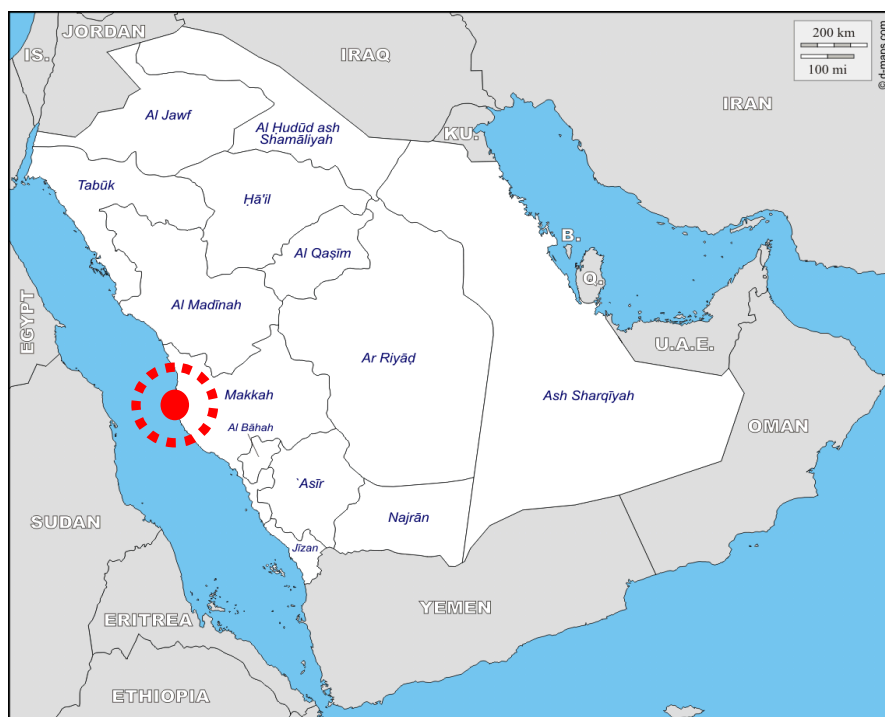 JORDAN
200 km
100 mi
© d-maps.com
IS.
IRAQ
IRAN
Al Jawf
Al Ḥudūd ash
Shamālīyah
KU.
Tabūk
Ḥā'il
B.
Al Qaṣīm
Q.
EGYPT
Al Madīnah
U.A.E.
Ar Riyāḍ
Makkah
Ash Sharqīyah
Al Bāhah
OMAN
`Asīr
SUDAN
Najrān
Jīzan
YEMEN
ERITREA
ETHIOPIA